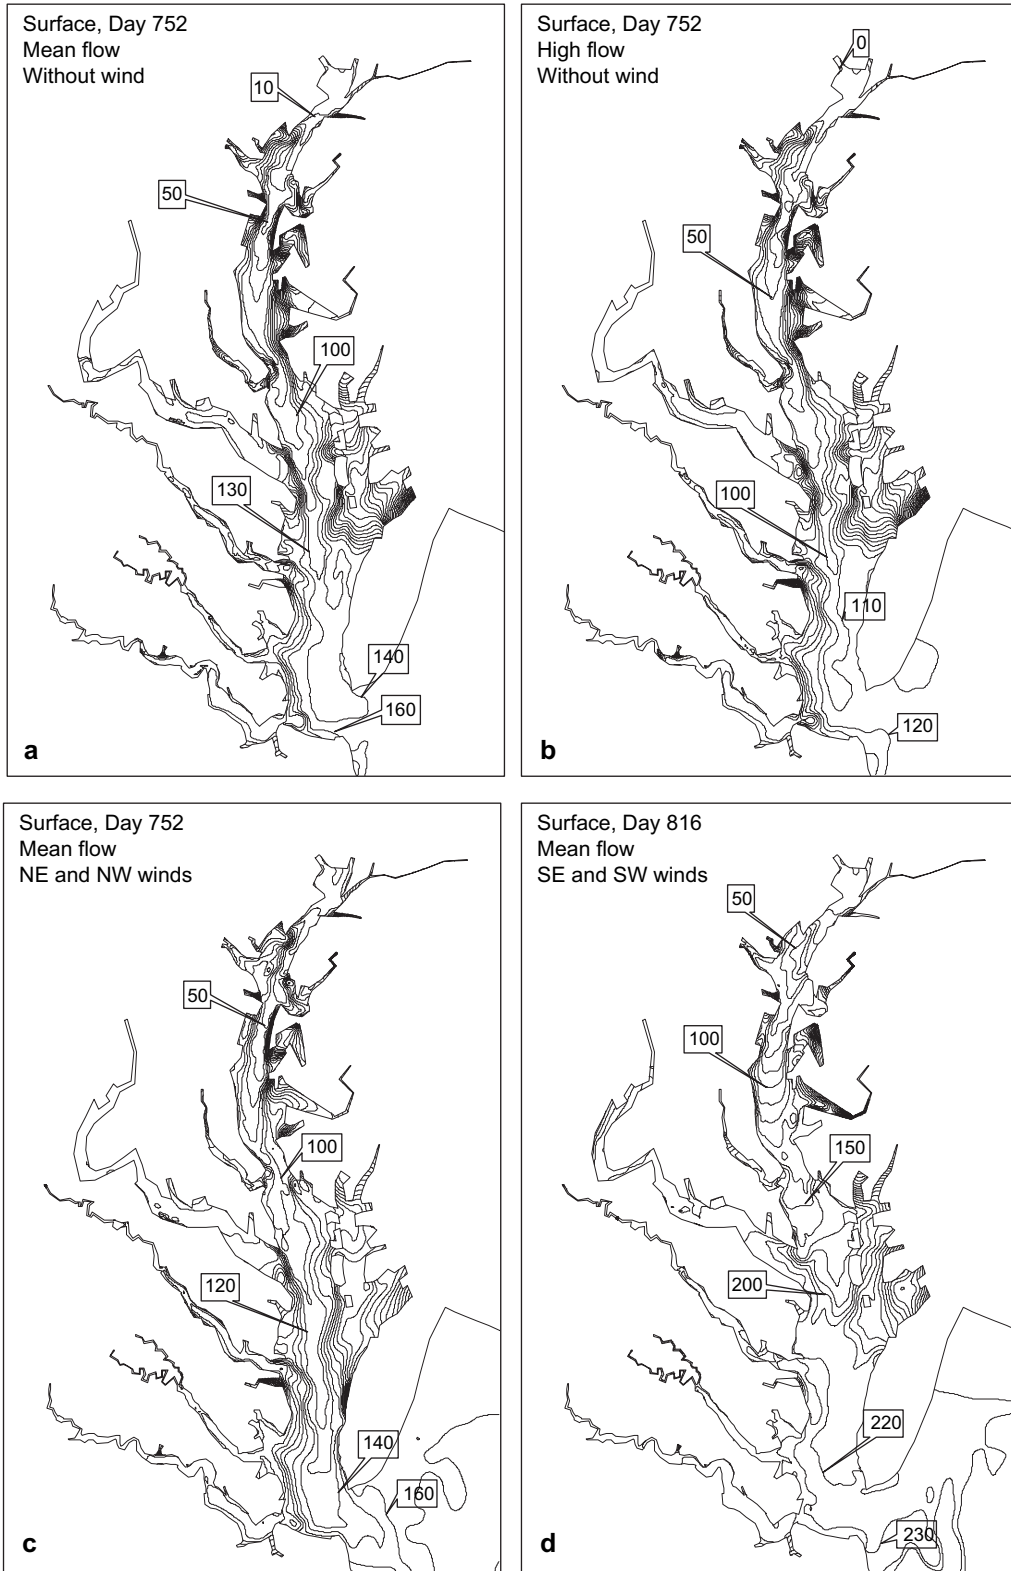 Surface, Day 752
Mean flow
Without wind
10
50
100
130
140
160
a
Surface, Day 752
High flow
Without wind
0
50
100
110
120
b
Surface, Day 752
Mean flow
NE and NW winds
50
100
120
140
160
c
Surface, Day 816
Mean flow
SE and SW winds
50
100
150
200
220
230
d